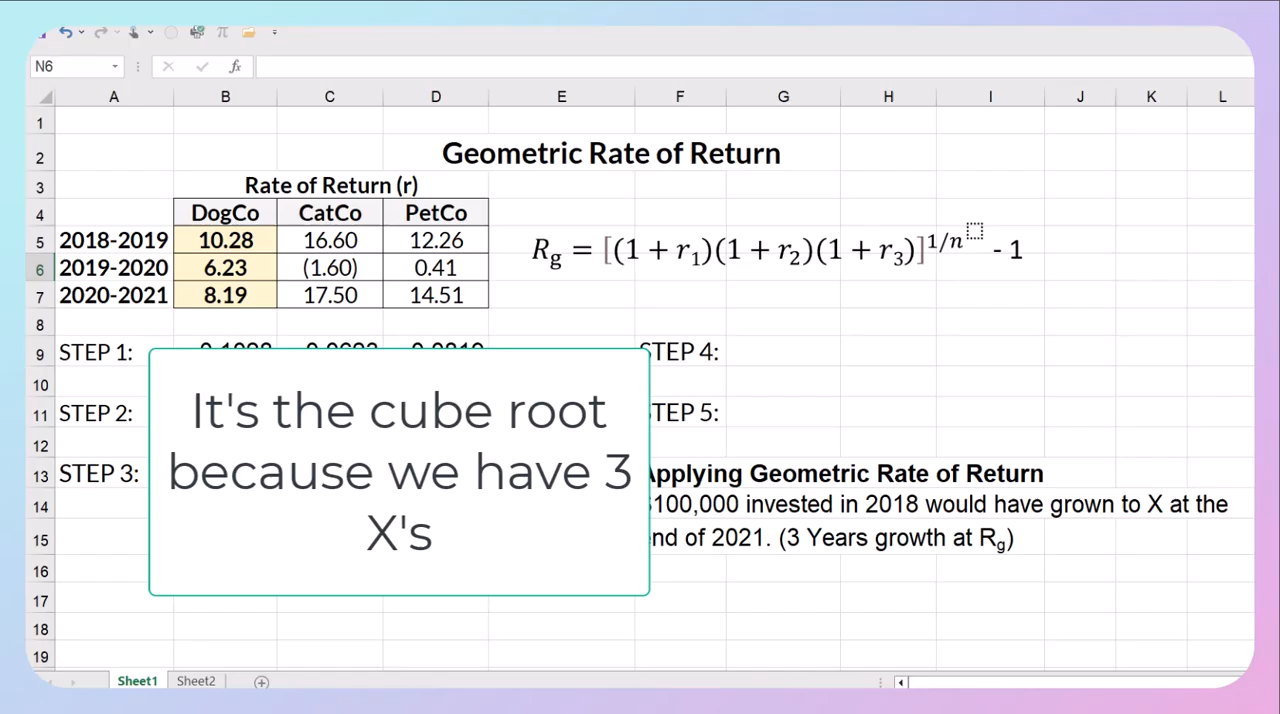 N6
fx
A B C D E F G H I J K L
1
2 Geometric Rate of Return
3 Rate of Return (r)
4 DogCo CatCo PetCo
5 2018-2019 10.28 16.60 12.26
6 2019-2020 6.23 (1.60) 0.41
7 2020-2021 8.19 17.50 14.51
R_g = [(1 + r_1)(1 + r_2)(1 + r_3)]^{1/n} - 1
8
9 STEP 1: STEP 4:
10
11 STEP 2: STEP 5:
12
13 STEP 3: Applying Geometric Rate of Return
14 $100,000 invested in 2018 would have grown to X at the
15 end of 2021. (3 Years growth at R_g)
16
17
18
19
It's the cube root
because we have 3
X's
Sheet1 Sheet2